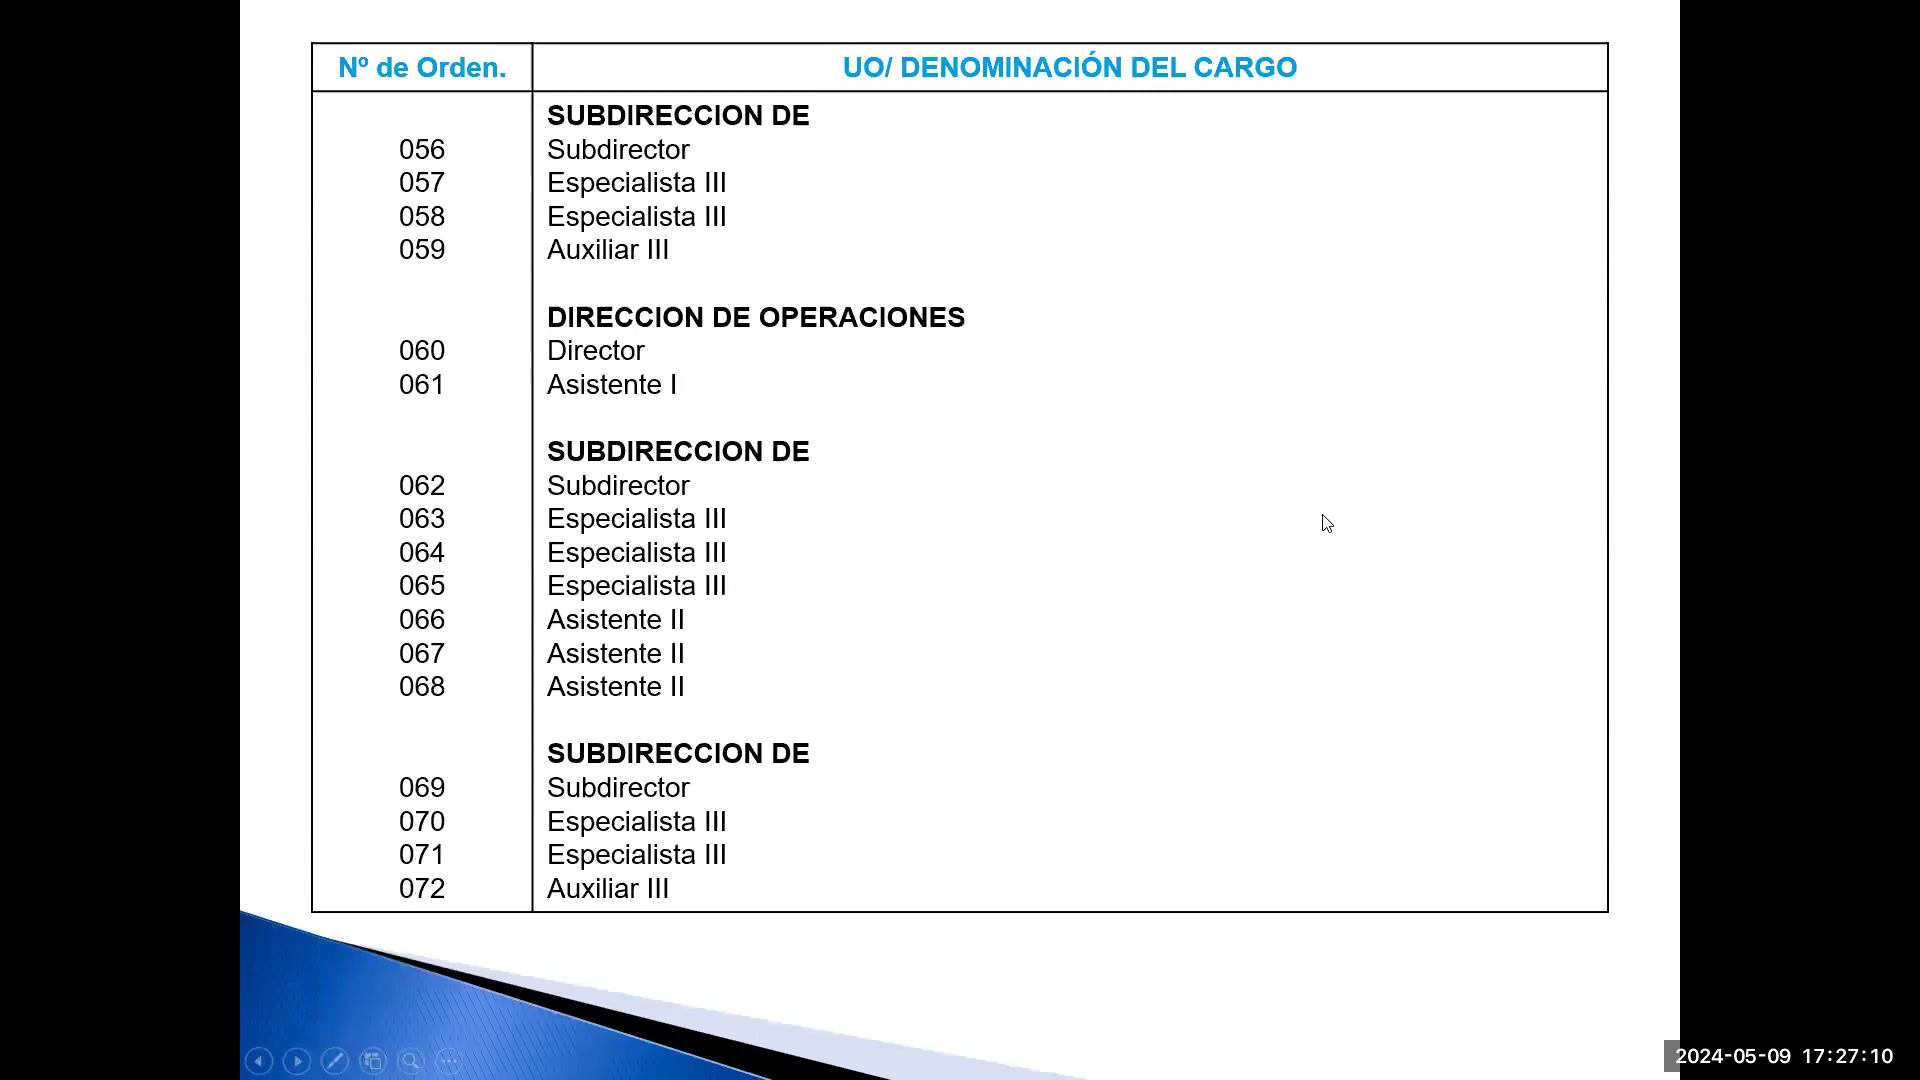 Nº de Orden. UO/ DENOMINACIÓN DEL CARGO
SUBDIRECCION DE
056 Subdirector
057 Especialista III
058 Especialista III
059 Auxiliar III
DIRECCION DE OPERACIONES
060 Director
061 Asistente I
SUBDIRECCION DE
062 Subdirector
063 Especialista III
064 Especialista III
065 Especialista III
066 Asistente II
067 Asistente II
068 Asistente II
SUBDIRECCION DE
069 Subdirector
070 Especialista III
071 Especialista III
072 Auxiliar III
2024-05-09 17:27:10